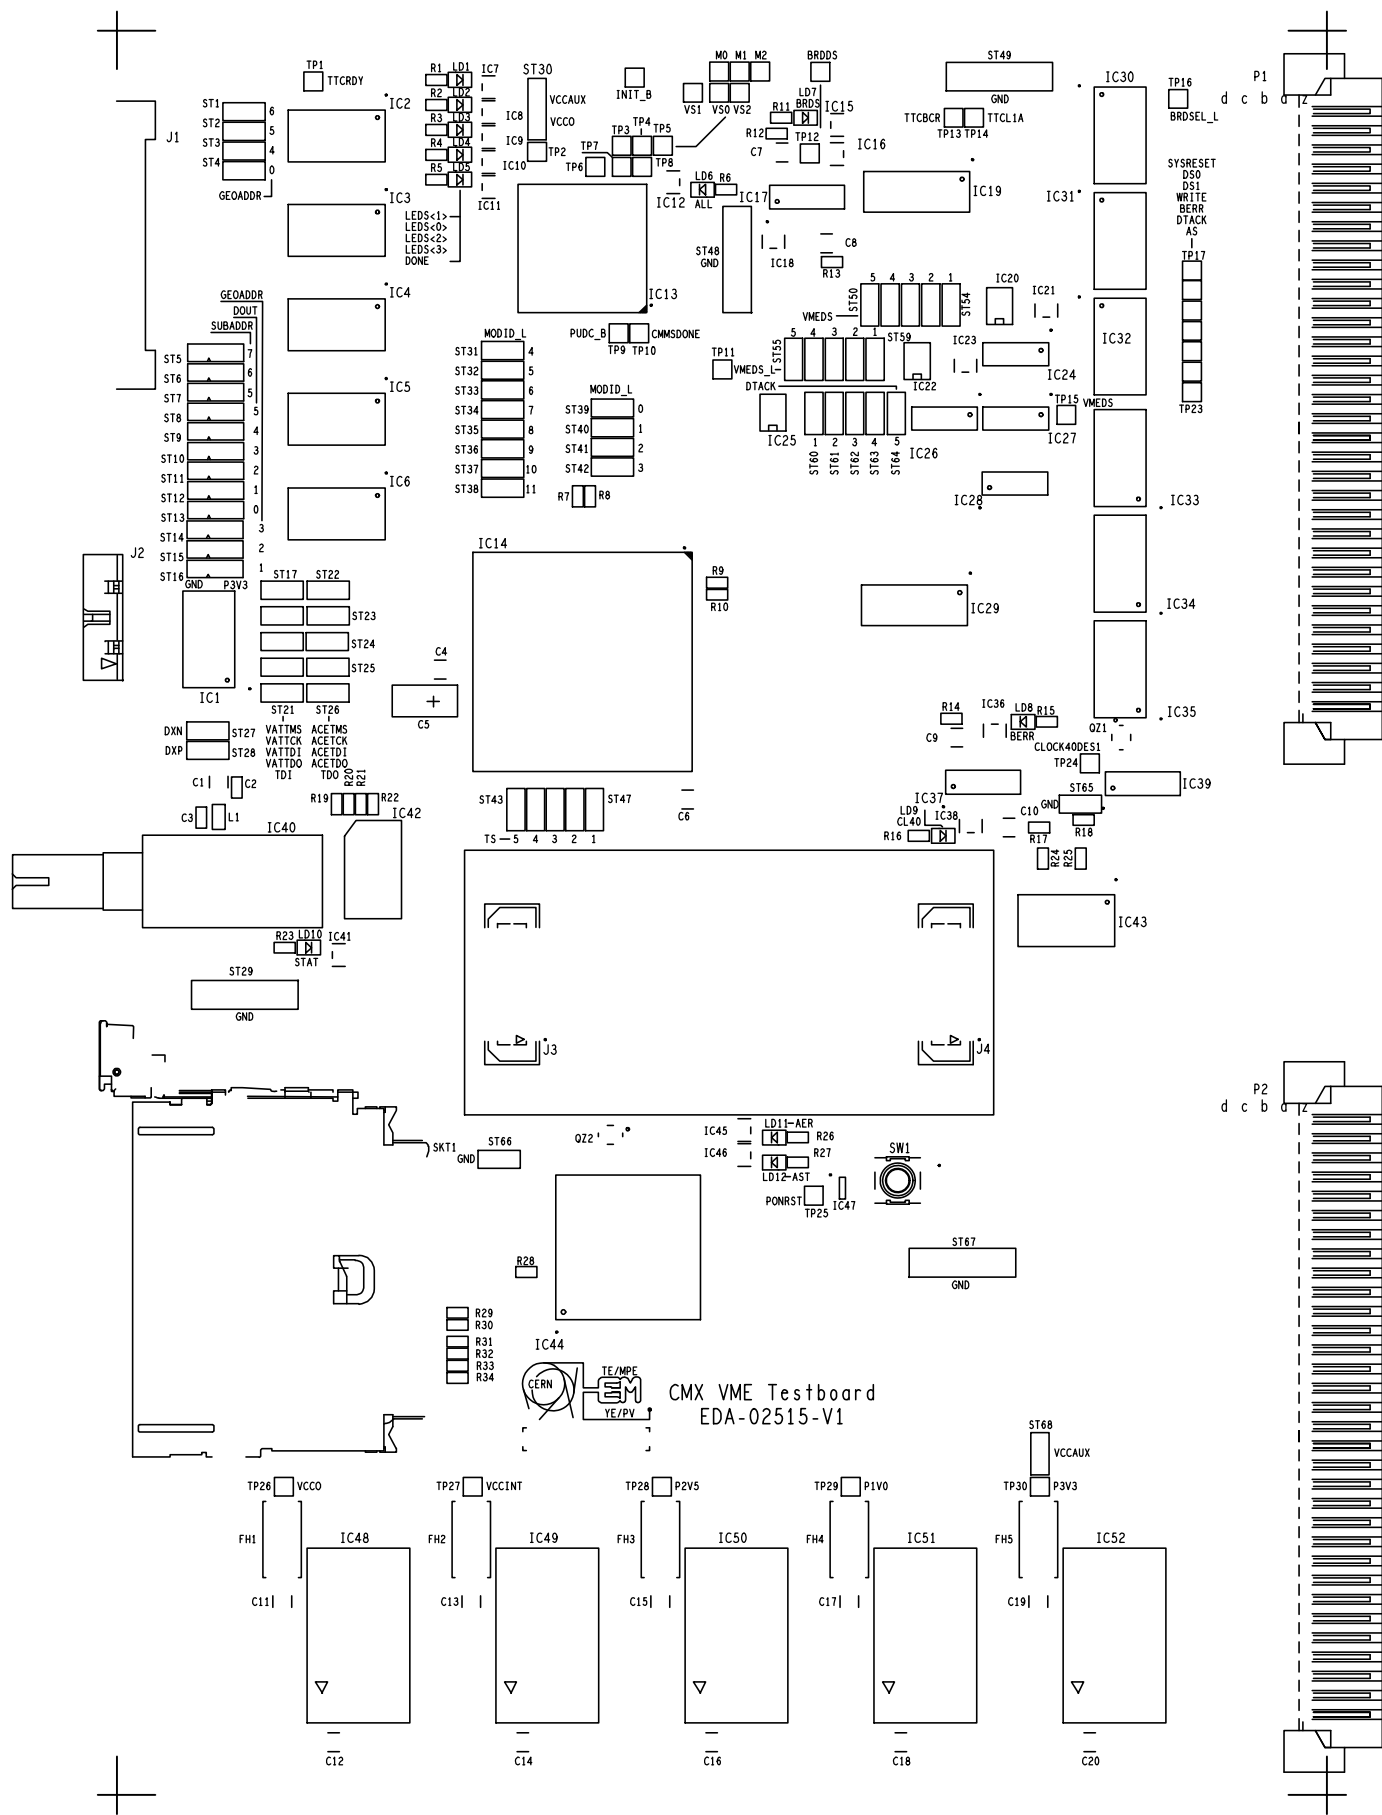 TP1
TTCRDY
R1 LD1 IC7
R2 LD2
R3 LD3 IC8
R4 LD4 IC9
R5 LD5 IC10
IC11
ST30
VCCAUX
VCCO
TP2
INIT_B
M0 M1 M2
VS1 VS0 VS2
BRDDS
LD7
BRDS
R11
R12
IC15
IC16
C7
TP12
ST49
GND
TTCBCR TTCL1A
TP13 TP14
IC30
TP16
BRDSEL_L
P1
d c b a z
J1
ST1 6
ST2 5
ST3 4
ST4 0
GEOADDR
IC2
IC3
IC4
IC5
IC6
LEDS<1>
LEDS<0>
LEDS<2>
LEDS<3>
DONE
TP3 TP4 TP5
TP7
TP6
TP8
IC12
LD6 R6
ALL
IC17
IC19
IC18
ST48
GND
C8
R13
IC13
IC31
SYSRESET
DS0
DS1
WRITE
BERR
DTACK
AS
TP17
TP23
5 4 3 2 1
ST50
ST54
VMEDS
IC20
IC21
IC23
IC24
IC32
PUDC_B CMMSDONE
TP9 TP10
TP11
VMEDS_L
5 4 3 2 1
ST55
ST59
IC22
DTACK
IC25
1 2 3 4 5
ST60 ST61 ST62 ST63 ST64
IC26
IC27
TP15
VMEDS
IC28
IC33
IC34
IC35
IC29
GEOADDR
DOUT
SUBADDR
ST5 7
ST6 6
ST7 5
ST8 5
ST9 4
ST10 3
ST11 2
ST12 1
ST13 0
ST14 3
ST15 2
ST16 1
GND P3V3
MODID_L
ST31 4
ST32 5
ST33 6
ST34 7
ST35 8
ST36 9
ST37 10
ST38 11
MODID_L
ST39 0
ST40 1
ST41 2
ST42 3
R7 R8
J2
IC1
ST17 ST22
ST23
ST24
ST25
ST21 ST26
VATTMS ACETMS
VATTCK ACETCK
VATTDI ACETDI
VATTDO ACETDO
TDI TDO
DXN ST27
DXP ST28
C1 C2
C3 L1
R19 R20 R21 R22
IC40
IC42
IC14
R9
R10
C4
C5
C6
ST43 ST47
TS 5 4 3 2 1
R14
C9
IC36
LD8 R15
BERR
QZ1
CLOCK40DES1
TP24
IC37
IC39
ST65
GND
LD9
CL40
IC38
R16
C10
R17
R18
R24 R25
IC43
R23 LD10 IC41
STAT
ST29
GND
J3
J4
SKT1
ST66
GND
QZ2
IC45
LD11-AER R26
IC46
LD12-AST R27
PONRST
TP25
IC47
SW1
P2
d c b a z
ST67
GND
R28
R29
R30
R31
R32
R33
R34
IC44
CERN
TE/MPE
EM
YE/PV
CMX VME Testboard
EDA-02515-V1
ST68
VCCAUX
TP26 VCCO
TP27 VCCINT
TP28 P2V5
TP29 P1V0
TP30 P3V3
FH1 IC48
FH2 IC49
FH3 IC50
FH4 IC51
FH5 IC52
C11
C13
C15
C17
C19
C12
C14
C16
C18
C20